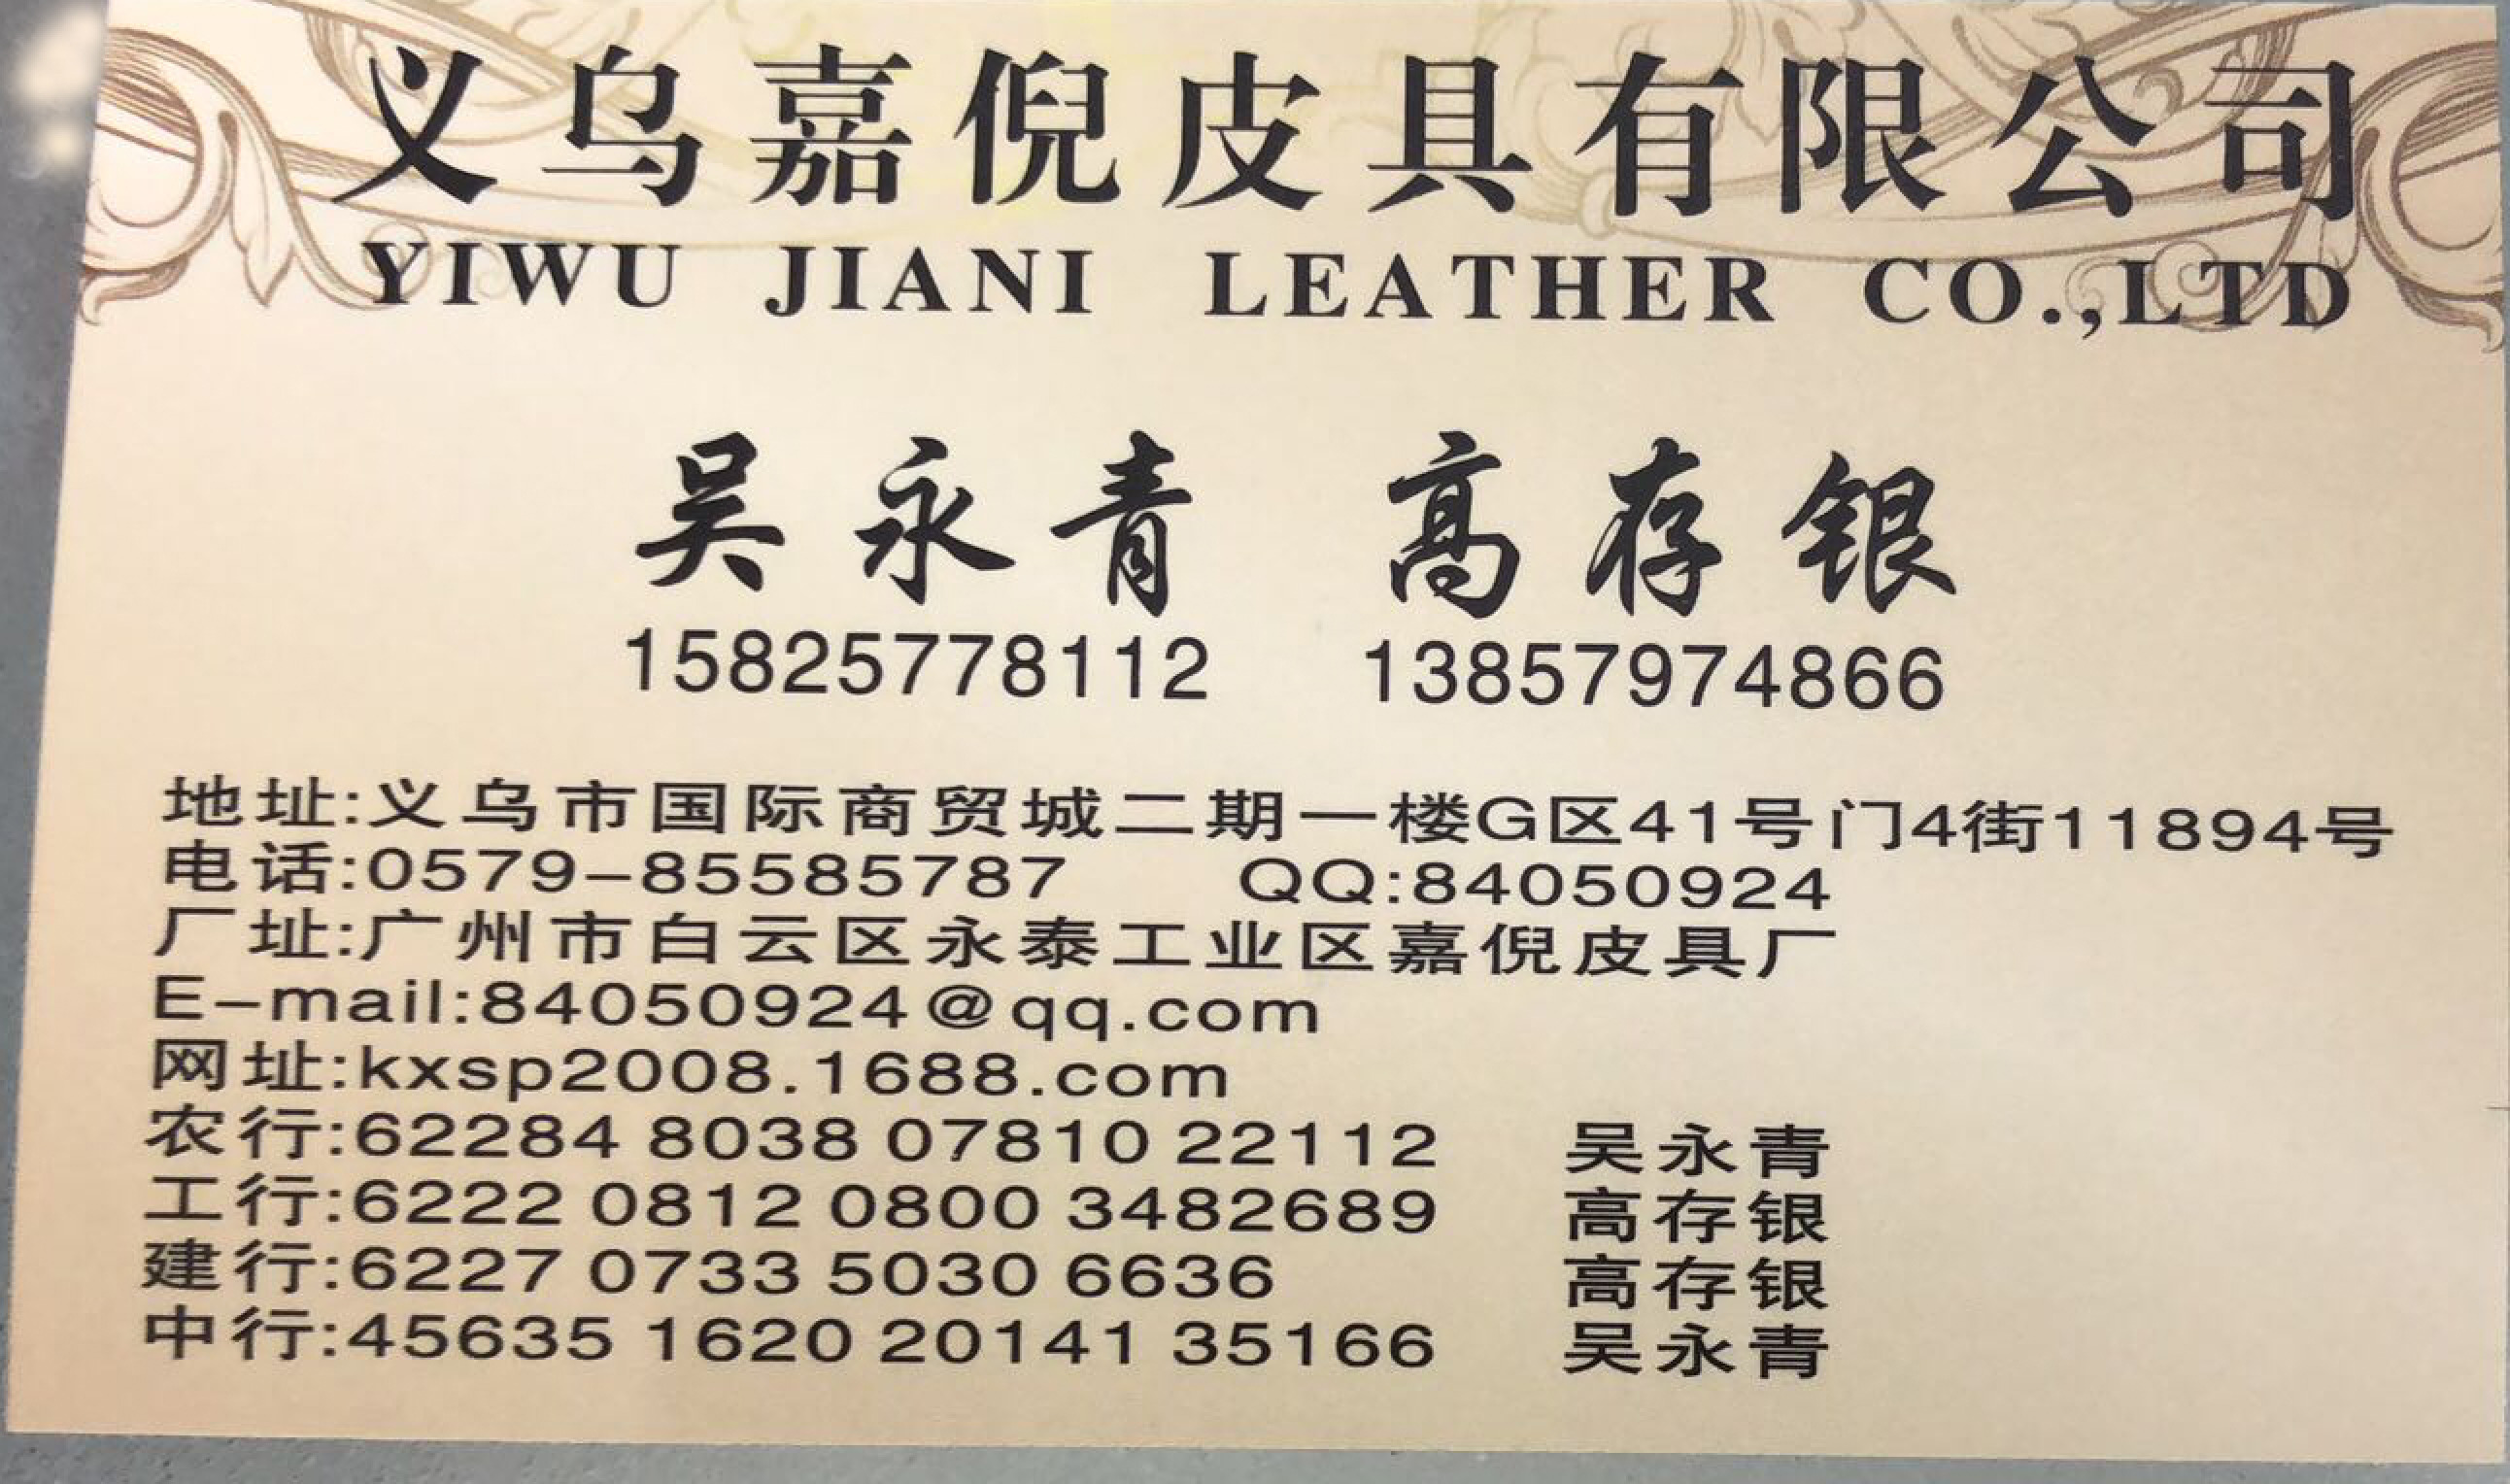 义乌嘉倪皮具有限公司
YIWU JIANI LEATHER CO.,LTD
吴永青 高存银
15825778112 13857974866
地址:义乌市国际商贸城二期一楼G区41号门4街11894号
电话:0579-85585787 QQ:84050924
厂址:广州市白云区永泰工业区嘉倪皮具厂
E-mail:84050924@qq.com
网址:kxsp2008.1688.com
农行:62284 8038 07810 22112 吴永青
工行:6222 0812 0800 3482689 高存银
建行:6227 0733 5030 6636 高存银
中行:45635 1620 20141 35166 吴永青